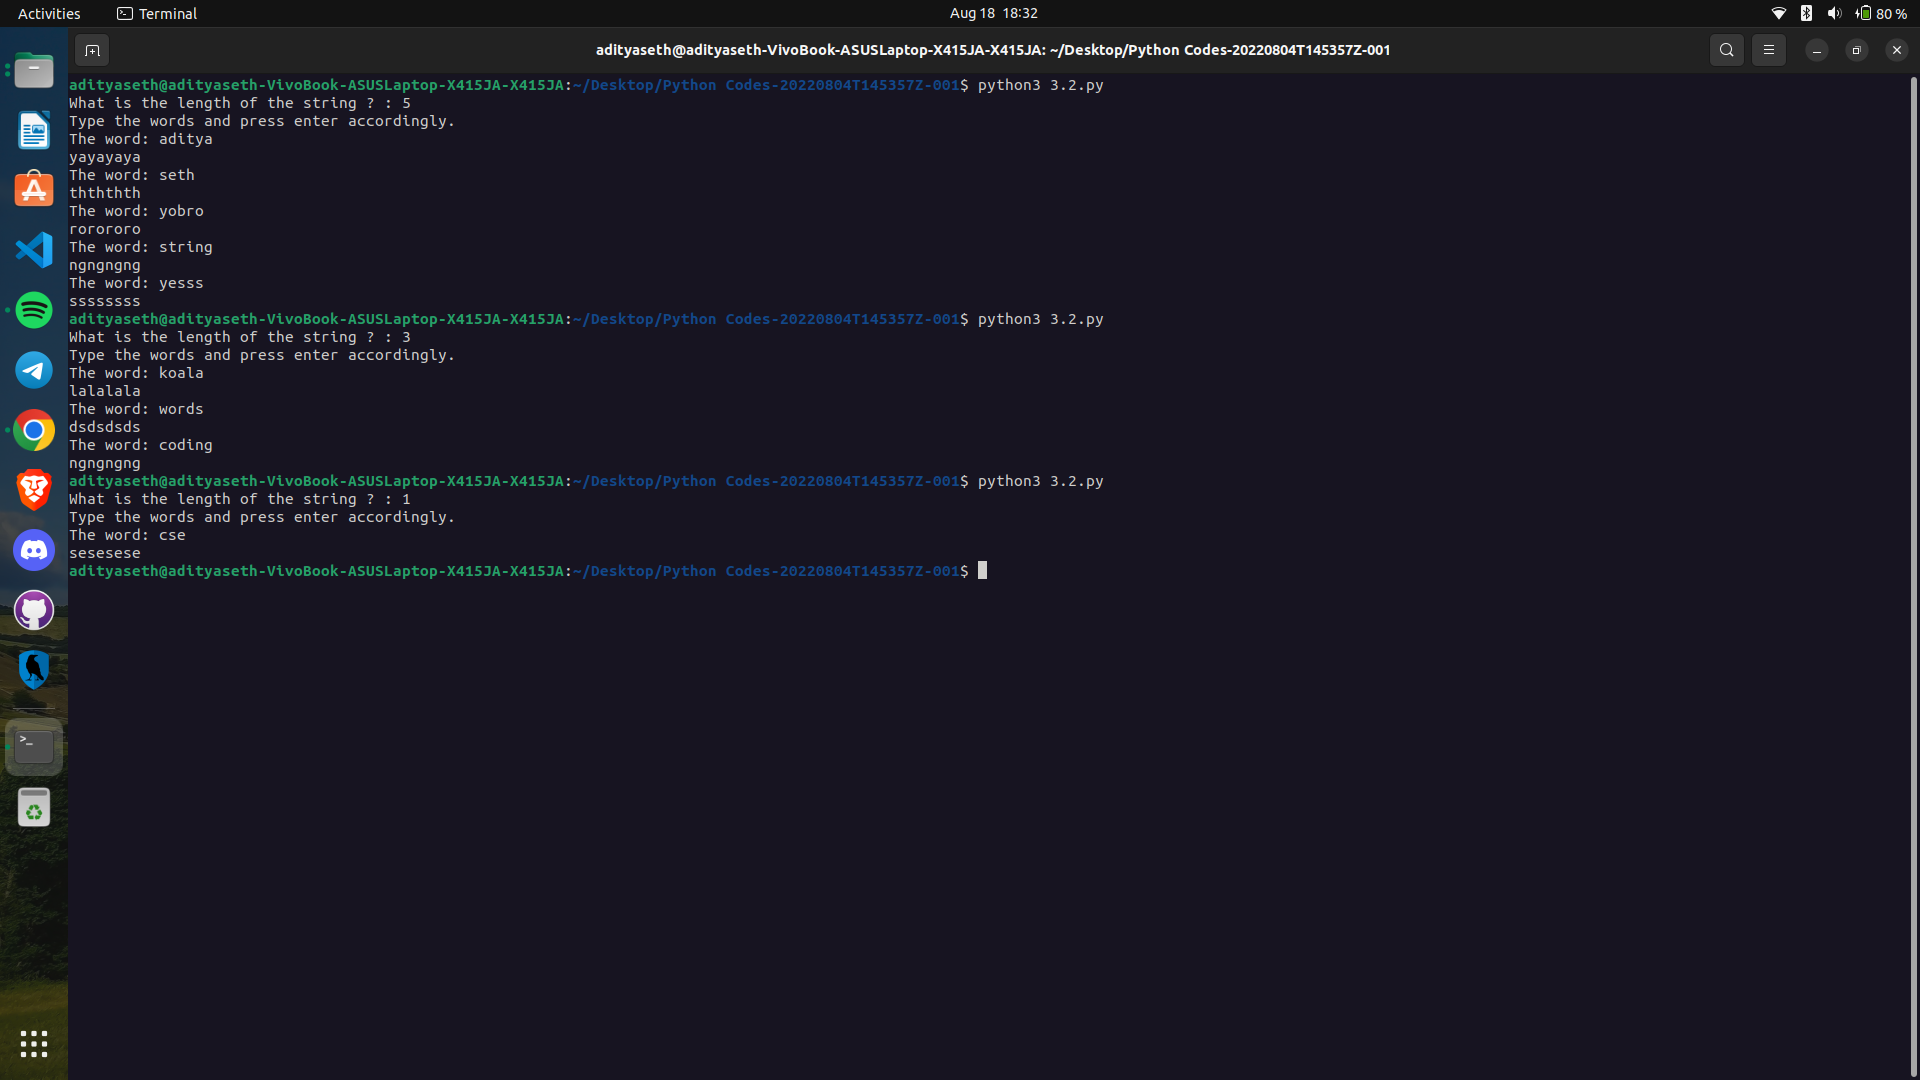 Activities Terminal Aug 18 18:32 80 %
adityaseth@adityaseth-VivoBook-ASUSLaptop-X415JA-X415JA: ~/Desktop/Python Codes-20220804T145357Z-001
adityaseth@adityaseth-VivoBook-ASUSLaptop-X415JA-X415JA:~/Desktop/Python Codes-20220804T145357Z-001$ python3 3.2.py
What is the length of the string ? : 5
Type the words and press enter accordingly.
The word: aditya
yayayaya
The word: seth
thththth
The word: yobro
rorororo
The word: string
ngngngng
The word: yesss
ssssssss
adityaseth@adityaseth-VivoBook-ASUSLaptop-X415JA-X415JA:~/Desktop/Python Codes-20220804T145357Z-001$ python3 3.2.py
What is the length of the string ? : 3
Type the words and press enter accordingly.
The word: koala
lalalala
The word: words
dsdsdsds
The word: coding
ngngngng
adityaseth@adityaseth-VivoBook-ASUSLaptop-X415JA-X415JA:~/Desktop/Python Codes-20220804T145357Z-001$ python3 3.2.py
What is the length of the string ? : 1
Type the words and press enter accordingly.
The word: cse
sesesese
adityaseth@adityaseth-VivoBook-ASUSLaptop-X415JA-X415JA:~/Desktop/Python Codes-20220804T145357Z-001$